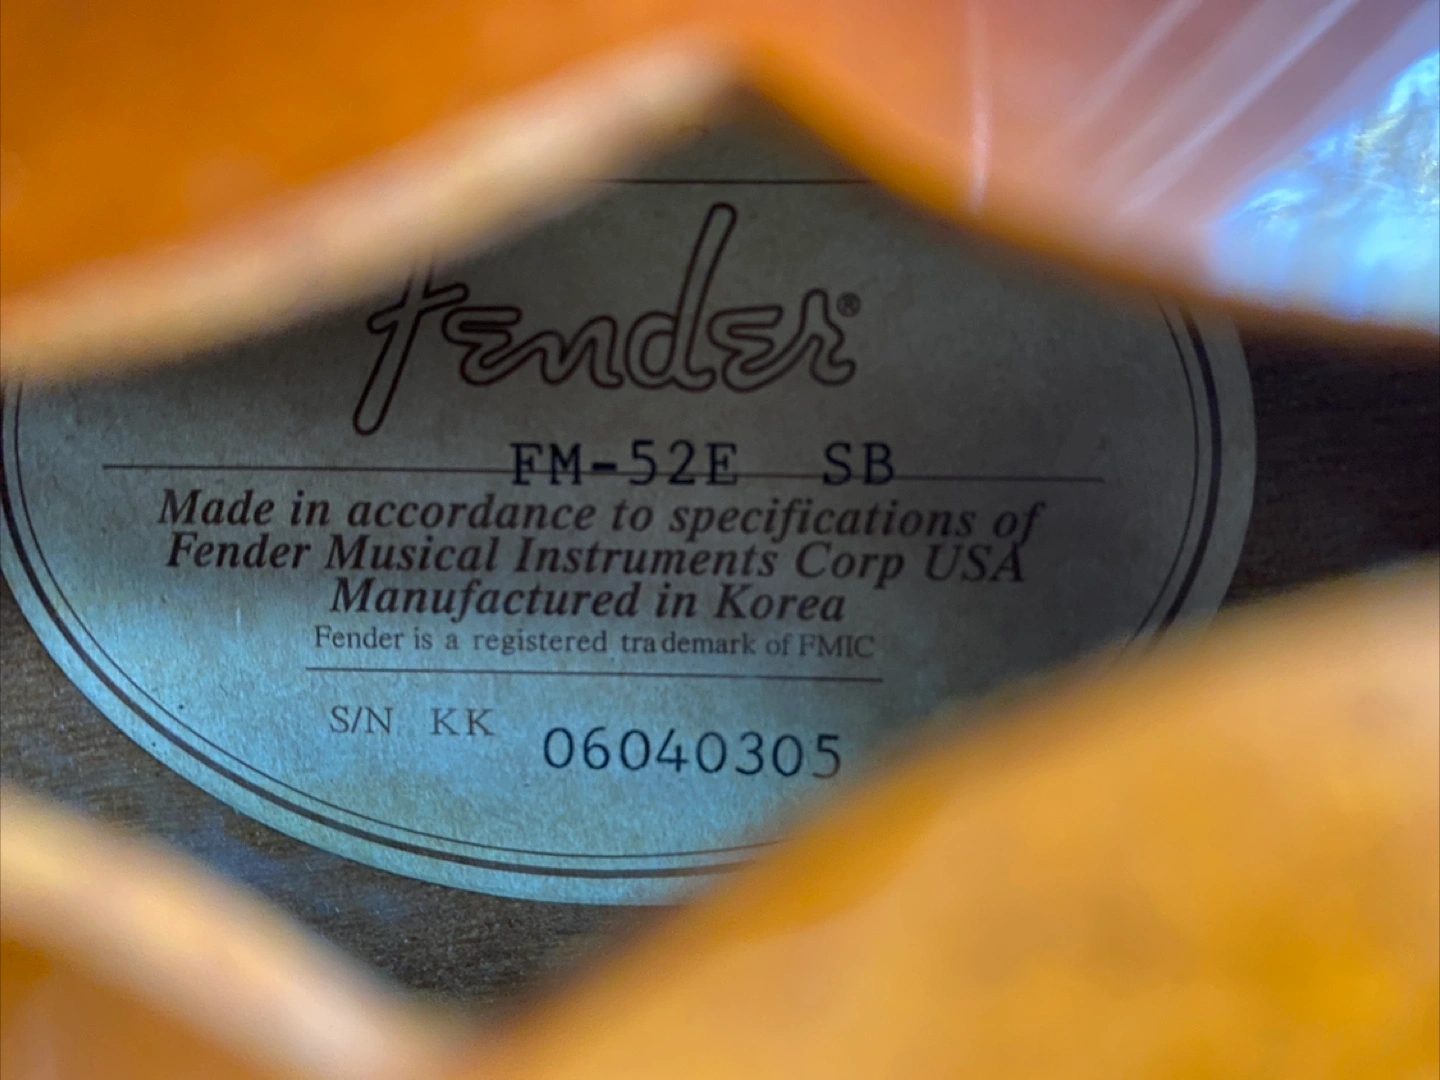 Fender®
FM-52E SB
Made in accordance to specifications of
Fender Musical Instruments Corp USA
Manufactured in Korea
Fender is a registered trademark of FMIC
S/N KK 06040305